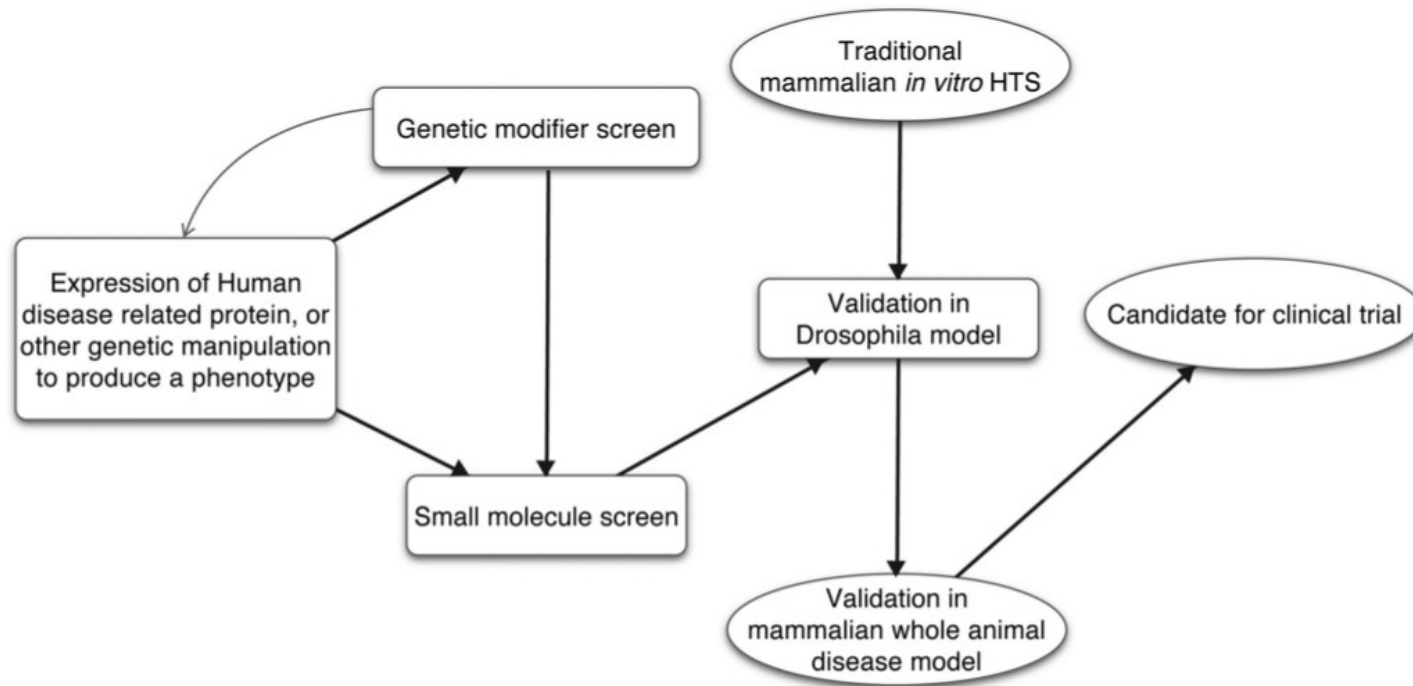 Traditional
mammalian in vitro HTS
Genetic modifier screen
Expression of Human
disease related protein, or
other genetic manipulation
to produce a phenotype
Validation in
Drosophila model
Candidate for clinical trial
Small molecule screen
Validation in
mammalian whole animal
disease model